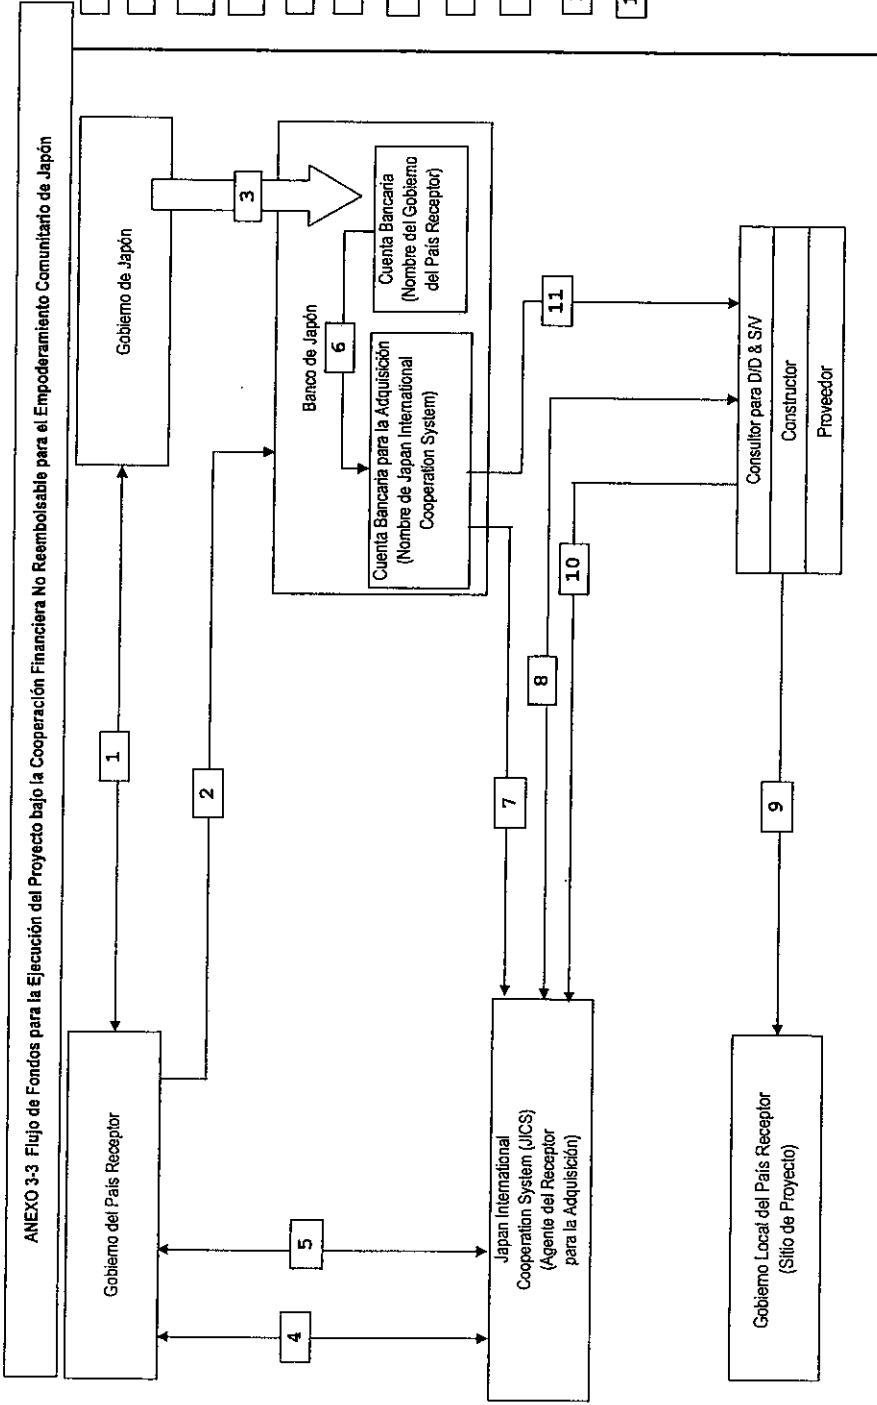 ANEXO 3-3 Flujo de Fondos para la Ejecución del Proyecto bajo la Cooperación Financiera No Reembolsable para el Empoderamiento Comunitario de Japón
Gobierno del País Receptor
1
Gobierno de Japón
2
3
Banco de Japón
Cuenta Bancaria
(Nombre del Gobierno
del País Receptor)
6
Cuenta Bancaria para la Adquisición
(Nombre de Japan International
Cooperation System)
4
5
7
8
10
11
Japan International
Cooperation System (JICS)
(Agente del Receptor
para la Adquisición)
Consultor para D/D & S/V
Constructor
Proveedor
9
Gobierno Local del País Receptor
(Sitio de Proyecto)